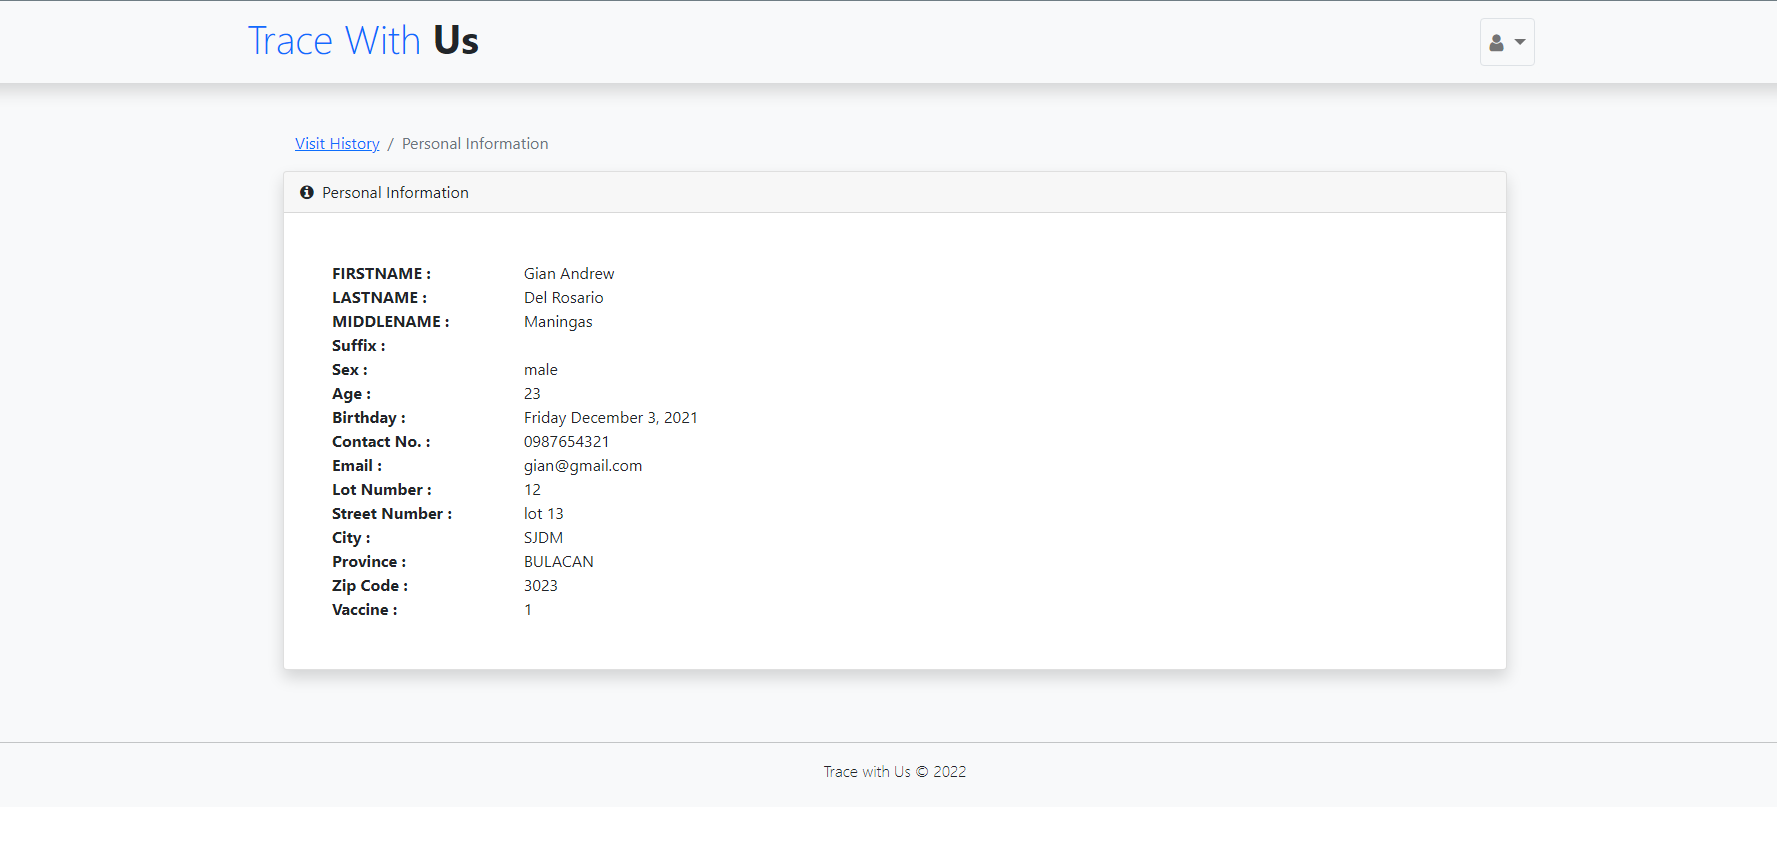 Trace With Us
Visit History / Personal Information
Personal Information
FIRSTNAME : Gian Andrew
LASTNAME : Del Rosario
MIDDLENAME : Maningas
Suffix :
Sex : male
Age : 23
Birthday : Friday December 3, 2021
Contact No. : 0987654321
Email : gian@gmail.com
Lot Number : 12
Street Number : lot 13
City : SJDM
Province : BULACAN
Zip Code : 3023
Vaccine : 1
Trace with Us © 2022